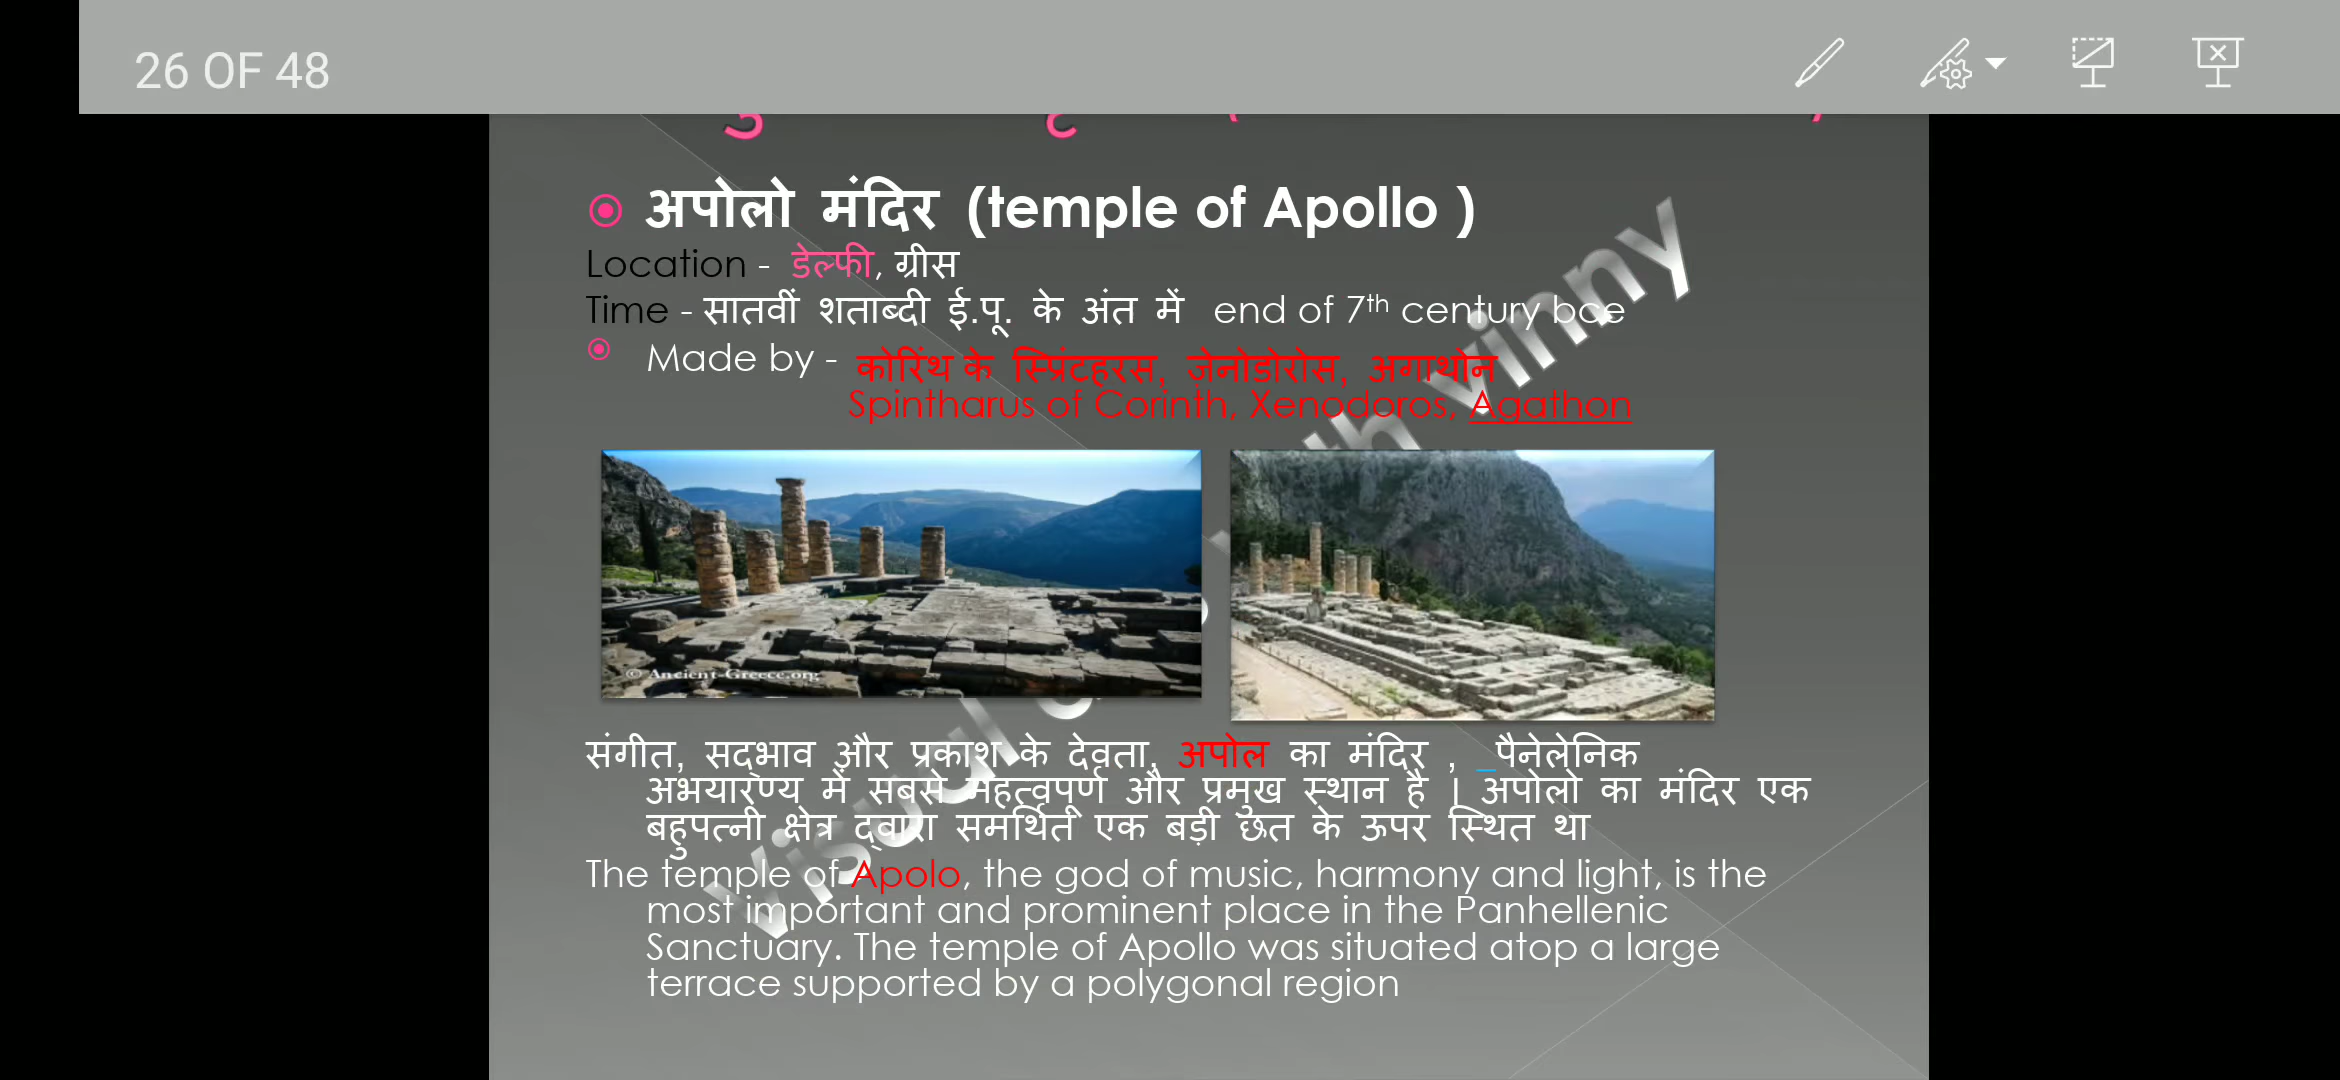 26 OF 48
अपोलो मंदिर (temple of Apollo )
Location - डेल्फी, ग्रीस
Time - सातवीं शताब्दी ई.पू. के अंत में end of 7th century bce
Made by - कोरिंथ के स्प्रिंटहरस, जेनोडोरोस, अगाथोन
Spintharus of Corinth, Xenodoros, Agathon
© Ancient-Greece.org
संगीत, सद्भाव और प्रकाश के देवता, अपोल का मंदिर , _पैनेलेनिक
अभयारण्य में सबसे महत्वपूर्ण और प्रमुख स्थान है | अपोलो का मंदिर एक
बहुपत्नी क्षेत्र द्वारा समर्थित एक बड़ी छत के ऊपर स्थित था
The temple of Apolo, the god of music, harmony and light, is the
most important and prominent place in the Panhellenic
Sanctuary. The temple of Apollo was situated atop a large
terrace supported by a polygonal region
vinny